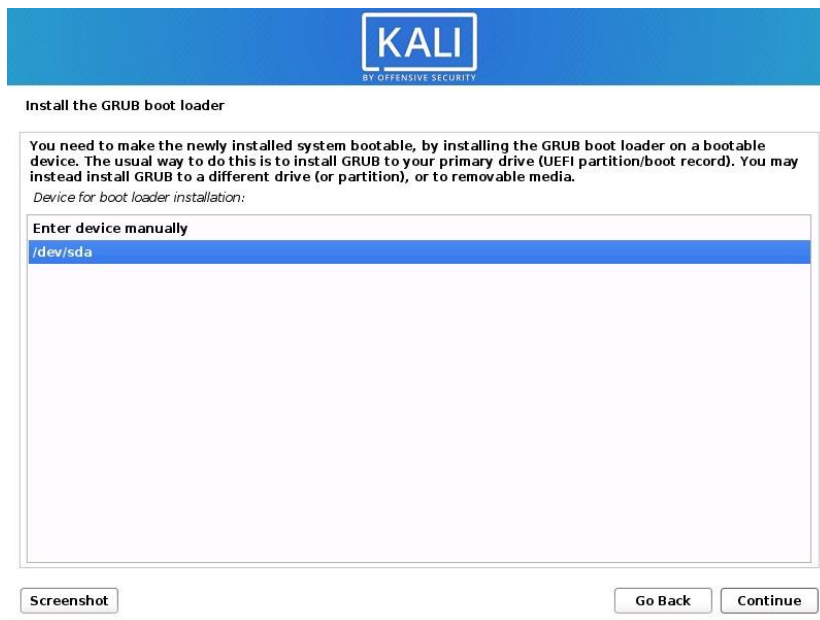 KALI
BY OFFENSIVE SECURITY
Install the GRUB boot loader
You need to make the newly installed system bootable, by installing the GRUB boot loader on a bootable
device. The usual way to do this is to install GRUB to your primary drive (UEFI partition/boot record). You may
instead install GRUB to a different drive (or partition), or to removable media.
Device for boot loader installation:
Enter device manually
/dev/sda
Screenshot
Go Back
Continue